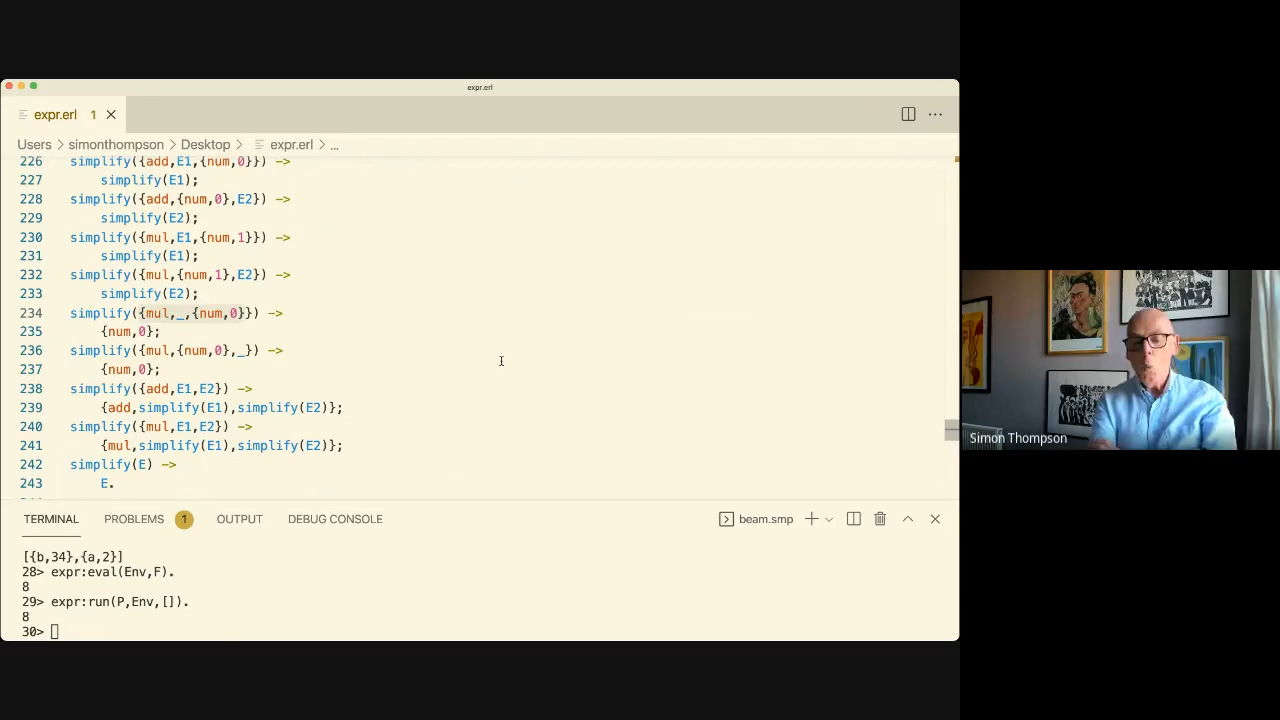 expr.erl
expr.erl 1
Users > simonthompson > Desktop > expr.erl > ...
226 simplify({add,E1,{num,0}}) ->
227 simplify(E1);
228 simplify({add,{num,0},E2}) ->
229 simplify(E2);
230 simplify({mul,E1,{num,1}}) ->
231 simplify(E1);
232 simplify({mul,{num,1},E2}) ->
233 simplify(E2);
234 simplify({mul,_,{num,0}}) ->
235 {num,0};
236 simplify({mul,{num,0},_}) ->
237 {num,0};
238 simplify({add,E1,E2}) ->
239 {add,simplify(E1),simplify(E2)};
240 simplify({mul,E1,E2}) ->
241 {mul,simplify(E1),simplify(E2)};
242 simplify(E) ->
243 E.
TERMINAL PROBLEMS 1 OUTPUT DEBUG CONSOLE beam.smp
[{b,34},{a,2}]
28> expr:eval(Env,F).
8
29> expr:run(P,Env,[]).
8
30>
Simon Thompson